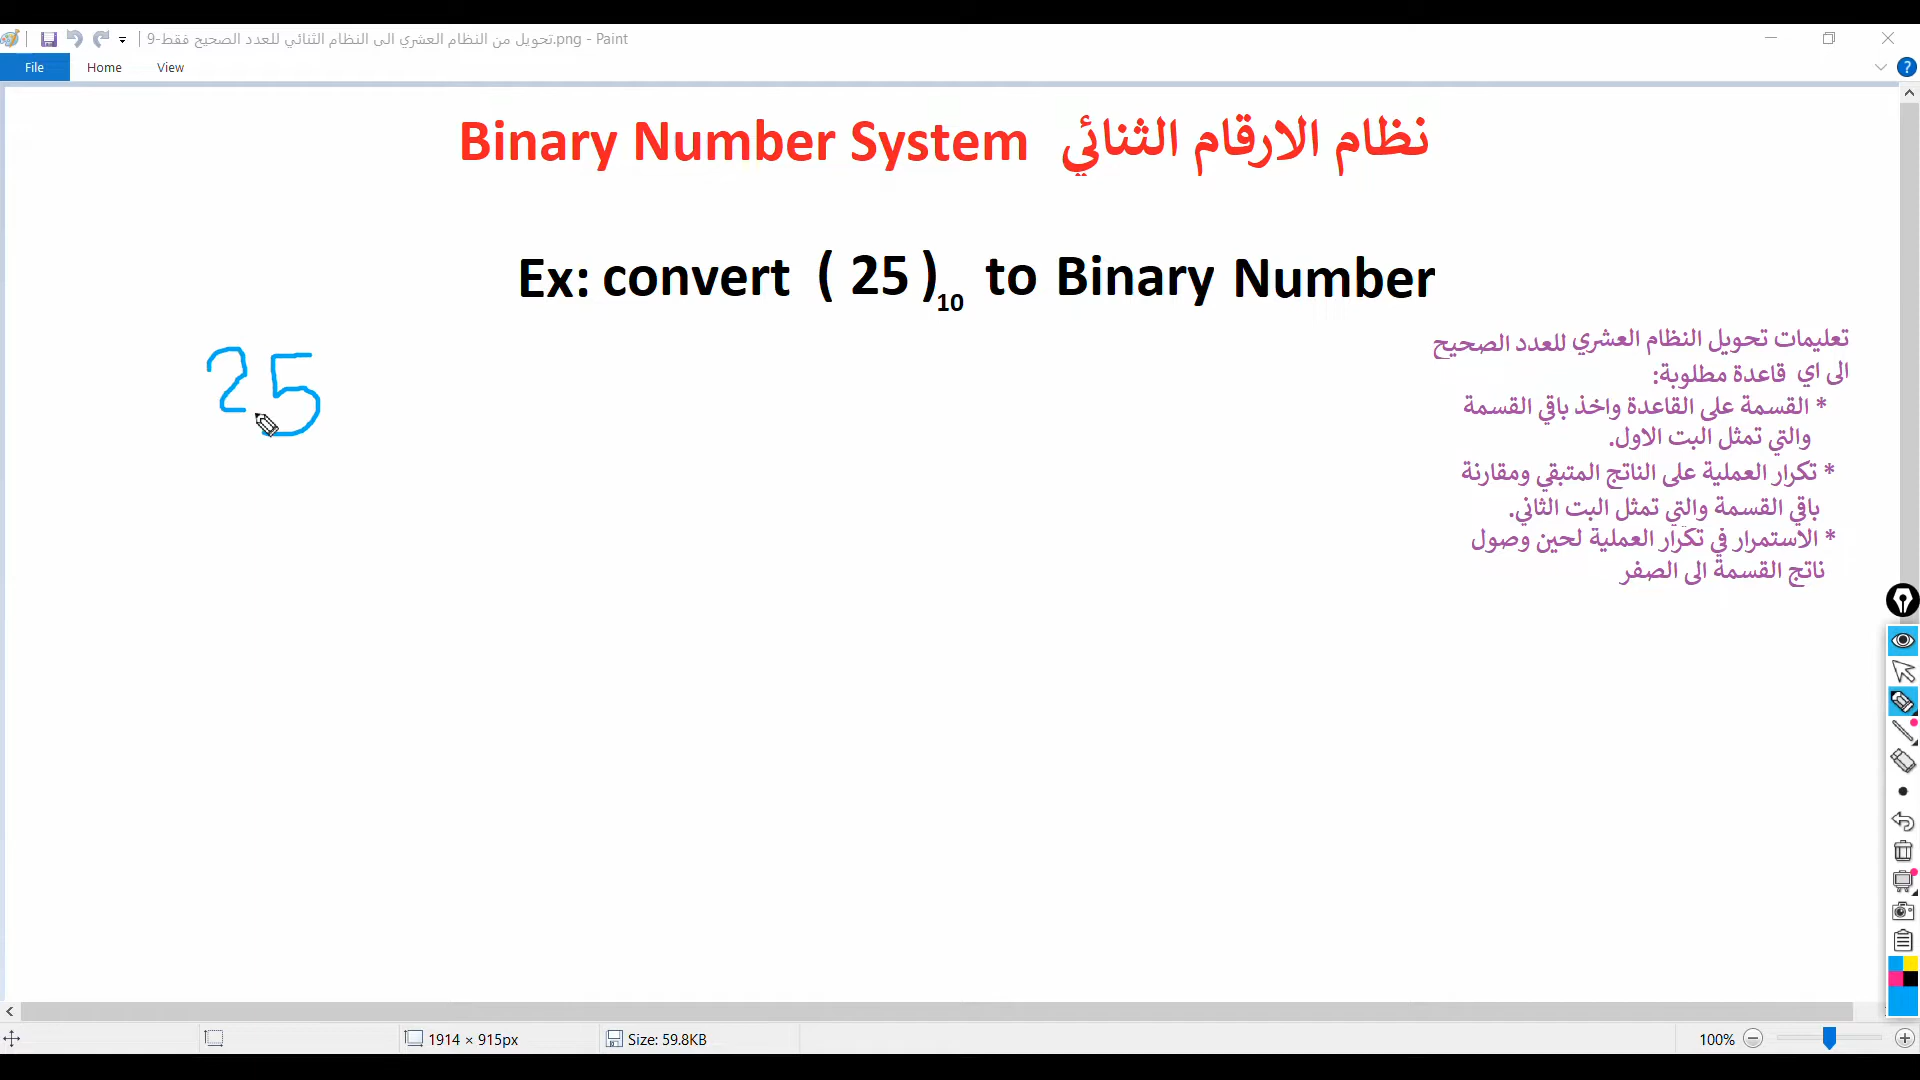 9-تحويل من النظام العشري الى النظام الثنائي للعدد الصحيح فقط.png - Paint
File Home View
Binary Number System نظام الارقام الثنائي
Ex: convert ( 25 )10 to Binary Number
25
تعليمات تحويل النظام العشري للعدد الصحيح
الى اي قاعدة مطلوبة:
* القسمة على القاعدة واخذ باقي القسمة
والتي تمثل البت الاول.
* تكرار العملية على الناتج المتبقي ومقارنة
باقي القسمة والتي تمثل البت الثاني.
* الاستمرار في تكرار العملية لحين وصول
ناتج القسمة الى الصفر
1914 × 915px Size: 59.8KB 100%